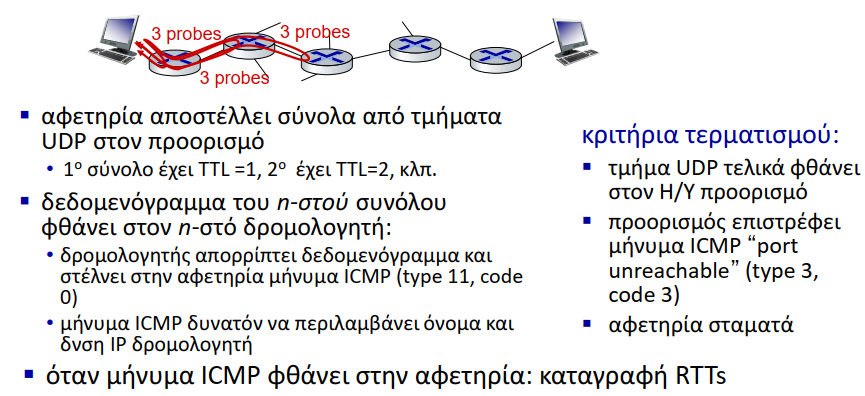 3 probes
3 probes
3 probes
▪ αφετηρία αποστέλλει σύνολα από τμήματα
UDP στον προορισμό
• 1ο σύνολο έχει TTL =1, 2ο έχει TTL=2, κλπ.
▪ δεδομενόγραμμα του n-στού συνόλου
φθάνει στον n-στό δρομολογητή:
• δρομολογητής απορρίπτει δεδομενόγραμμα και
στέλνει στην αφετηρία μήνυμα ICMP (type 11, code
0)
• μήνυμα ICMP δυνατόν να περιλαμβάνει όνομα και
δνση IP δρομολογητή
▪ όταν μήνυμα ICMP φθάνει στην αφετηρία: καταγραφή RTTs
κριτήρια τερματισμού:
▪ τμήμα UDP τελικά φθάνει
στον Η/Υ προορισμό
▪ προορισμός επιστρέφει
μήνυμα ICMP “port
unreachable” (type 3,
code 3)
▪ αφετηρία σταματά